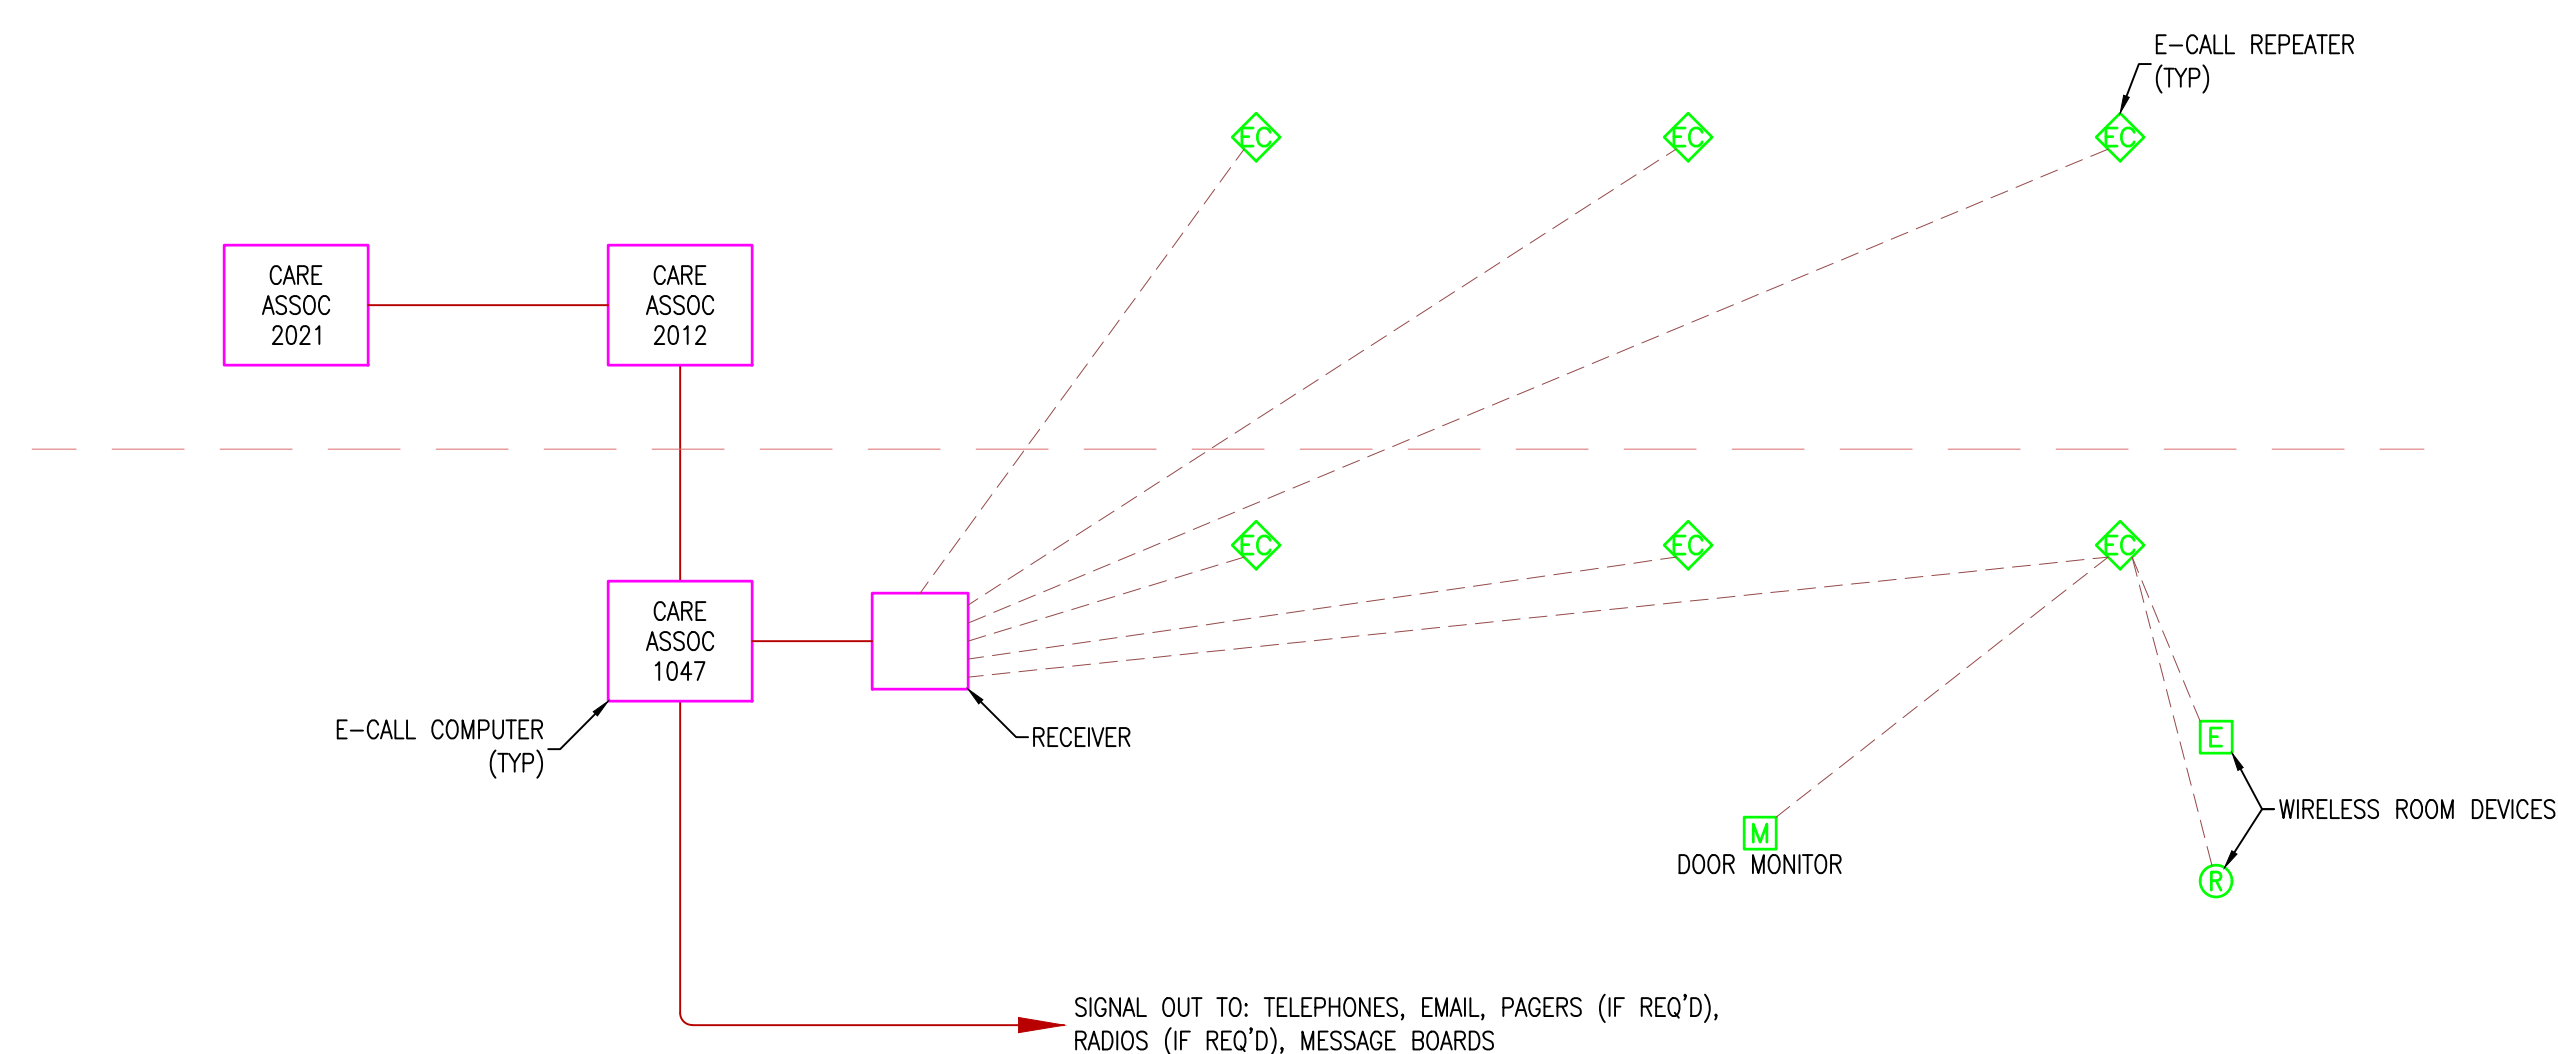 E-CALL REPEATER
(TYP)
EC
EC
EC
CARE
ASSOC
2021
CARE
ASSOC
2012
EC
EC
EC
CARE
ASSOC
1047
E-CALL COMPUTER
(TYP)
RECEIVER
E
WIRELESS ROOM DEVICES
M
DOOR MONITOR
R
SIGNAL OUT TO: TELEPHONES, EMAIL, PAGERS (IF REQ'D),
RADIOS (IF REQ'D), MESSAGE BOARDS